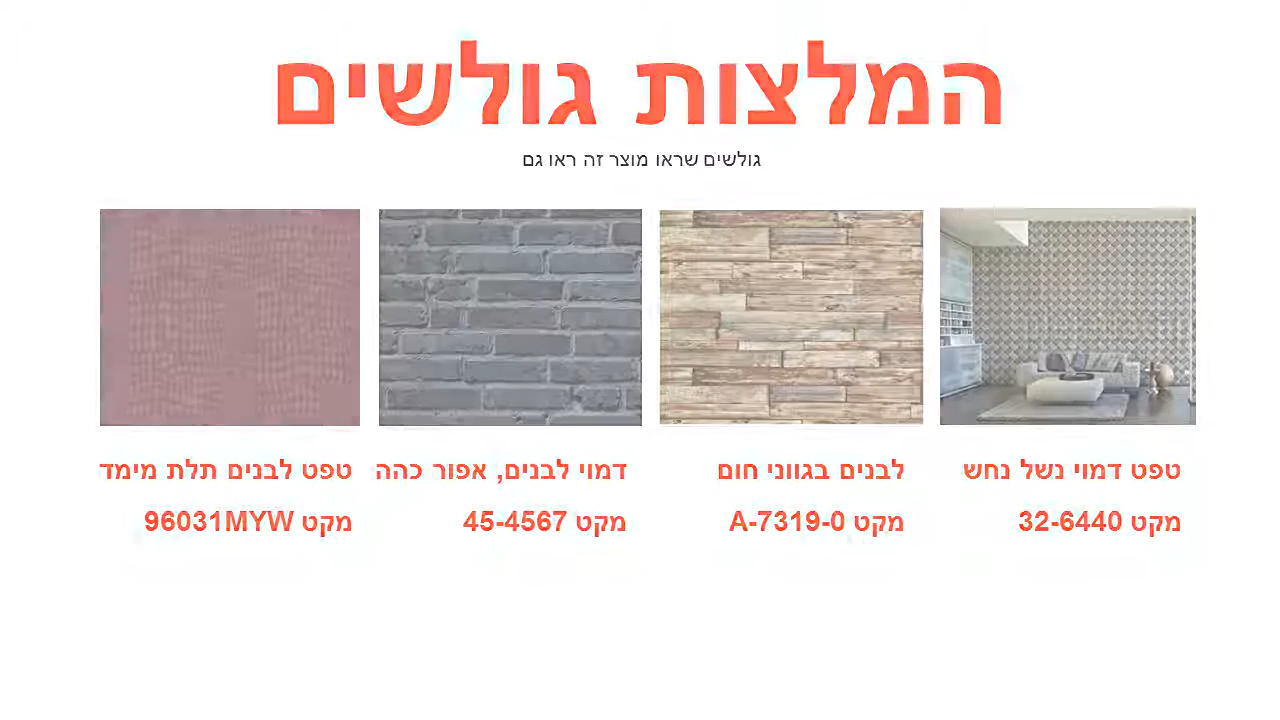 המלצות גולשים
גולשים שראו מוצר זה ראו גם
טפט דמוי נשל נחש
מקט 32-6440
לבנים בגווני חום
מקט A-7319-0
דמוי לבנים, אפור כהה
מקט 45-4567
טפט לבנים תלת מימד
מקט 96031MYW